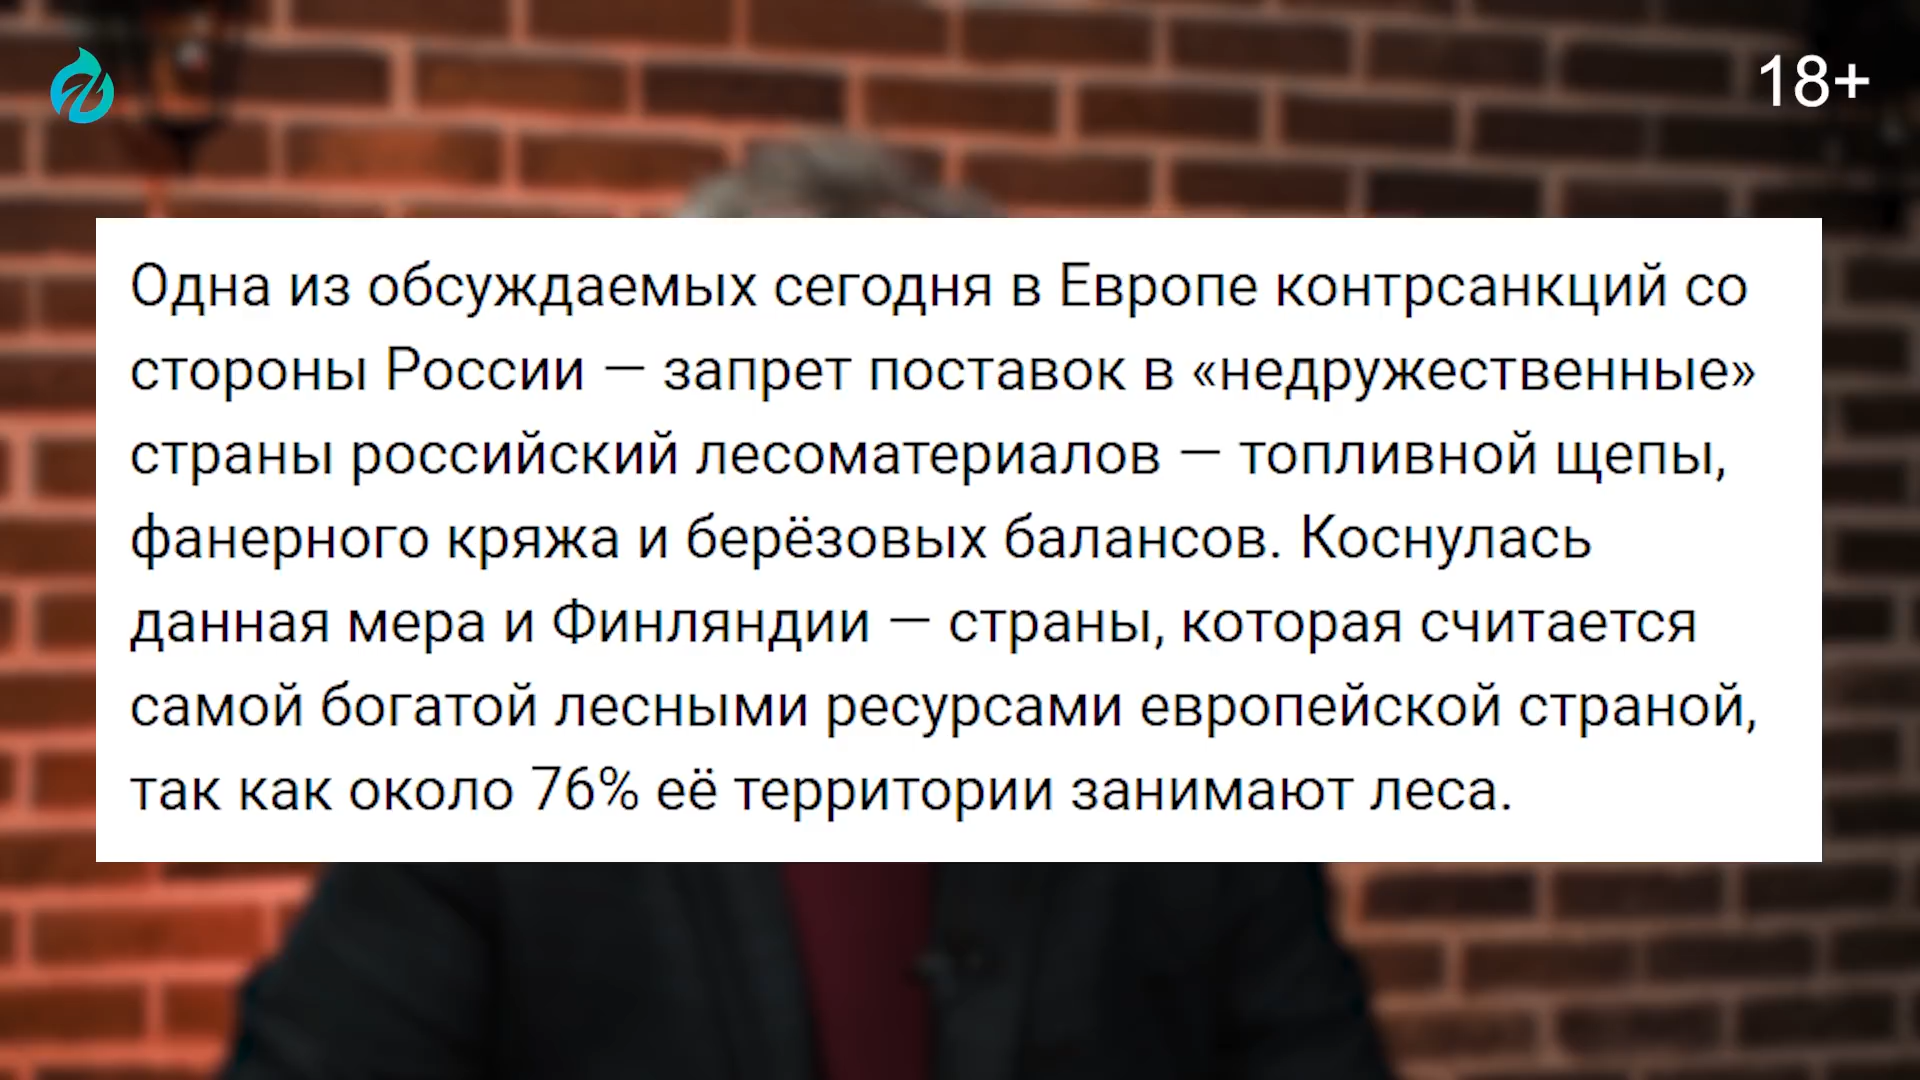 18+
Одна из обсуждаемых сегодня в Европе контрсанкций со
стороны России — запрет поставок в «недружественные»
страны российский лесоматериалов — топливной щепы,
фанерного кряжа и берёзовых балансов. Коснулась
данная мера и Финляндии — страны, которая считается
самой богатой лесными ресурсами европейской страной,
так как около 76% её территории занимают леса.